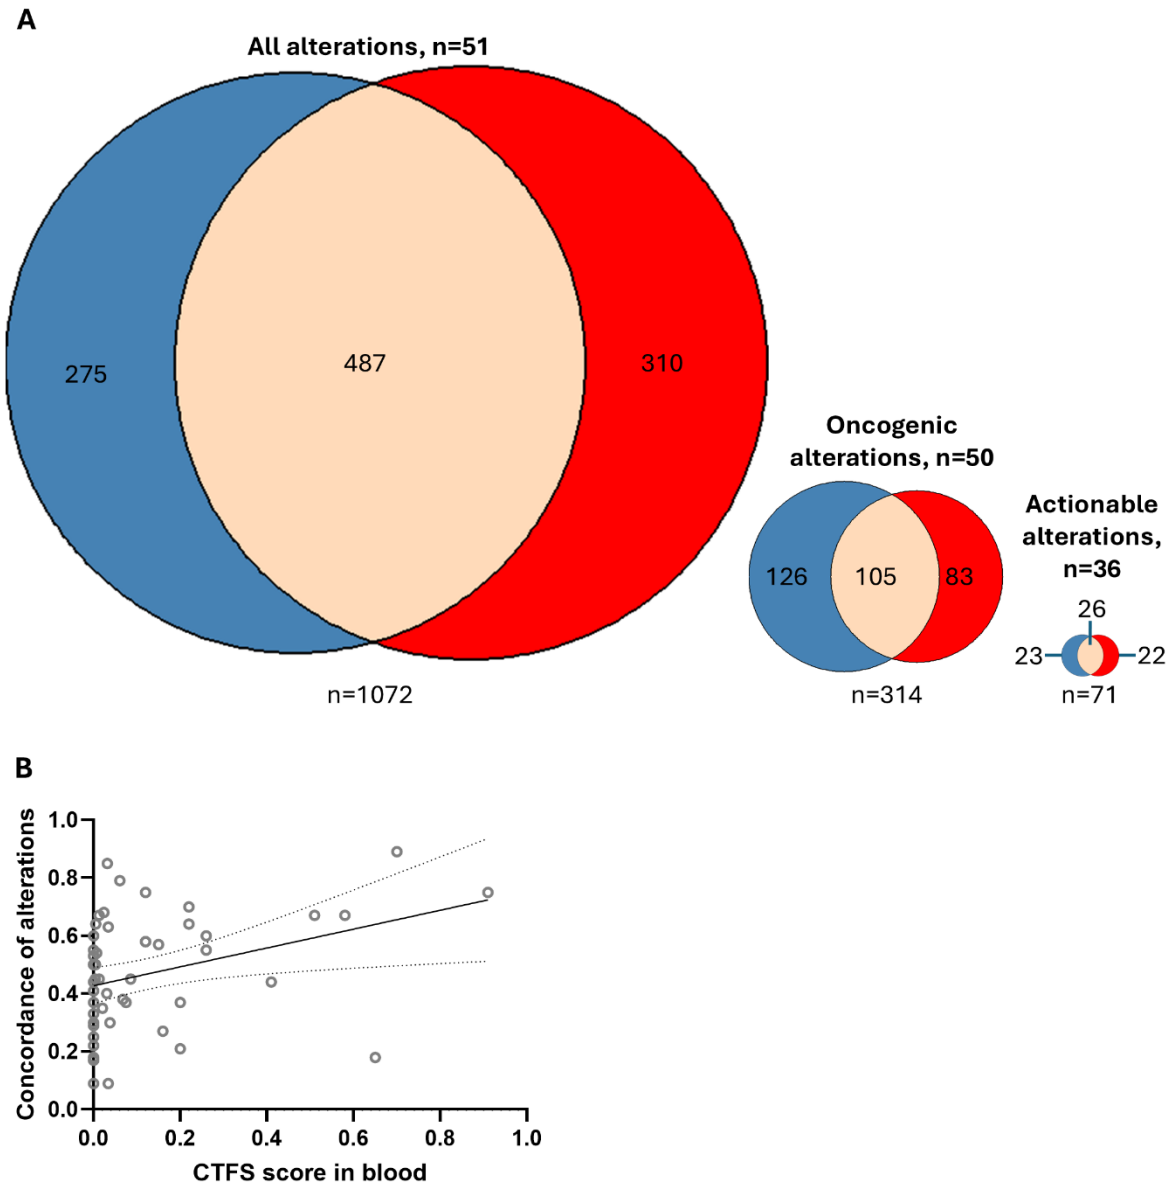 A
All alterations, n=51
275
487
310
n=1072
Oncogenic
alterations, n=50
126
105
83
n=314
Actionable
alterations,
n=36
26
23
22
n=71
B
Concordance of alterations
1.0
0.8
0.6
0.4
0.2
0.0
0.0
0.2
0.4
0.6
0.8
1.0
CTFS score in blood